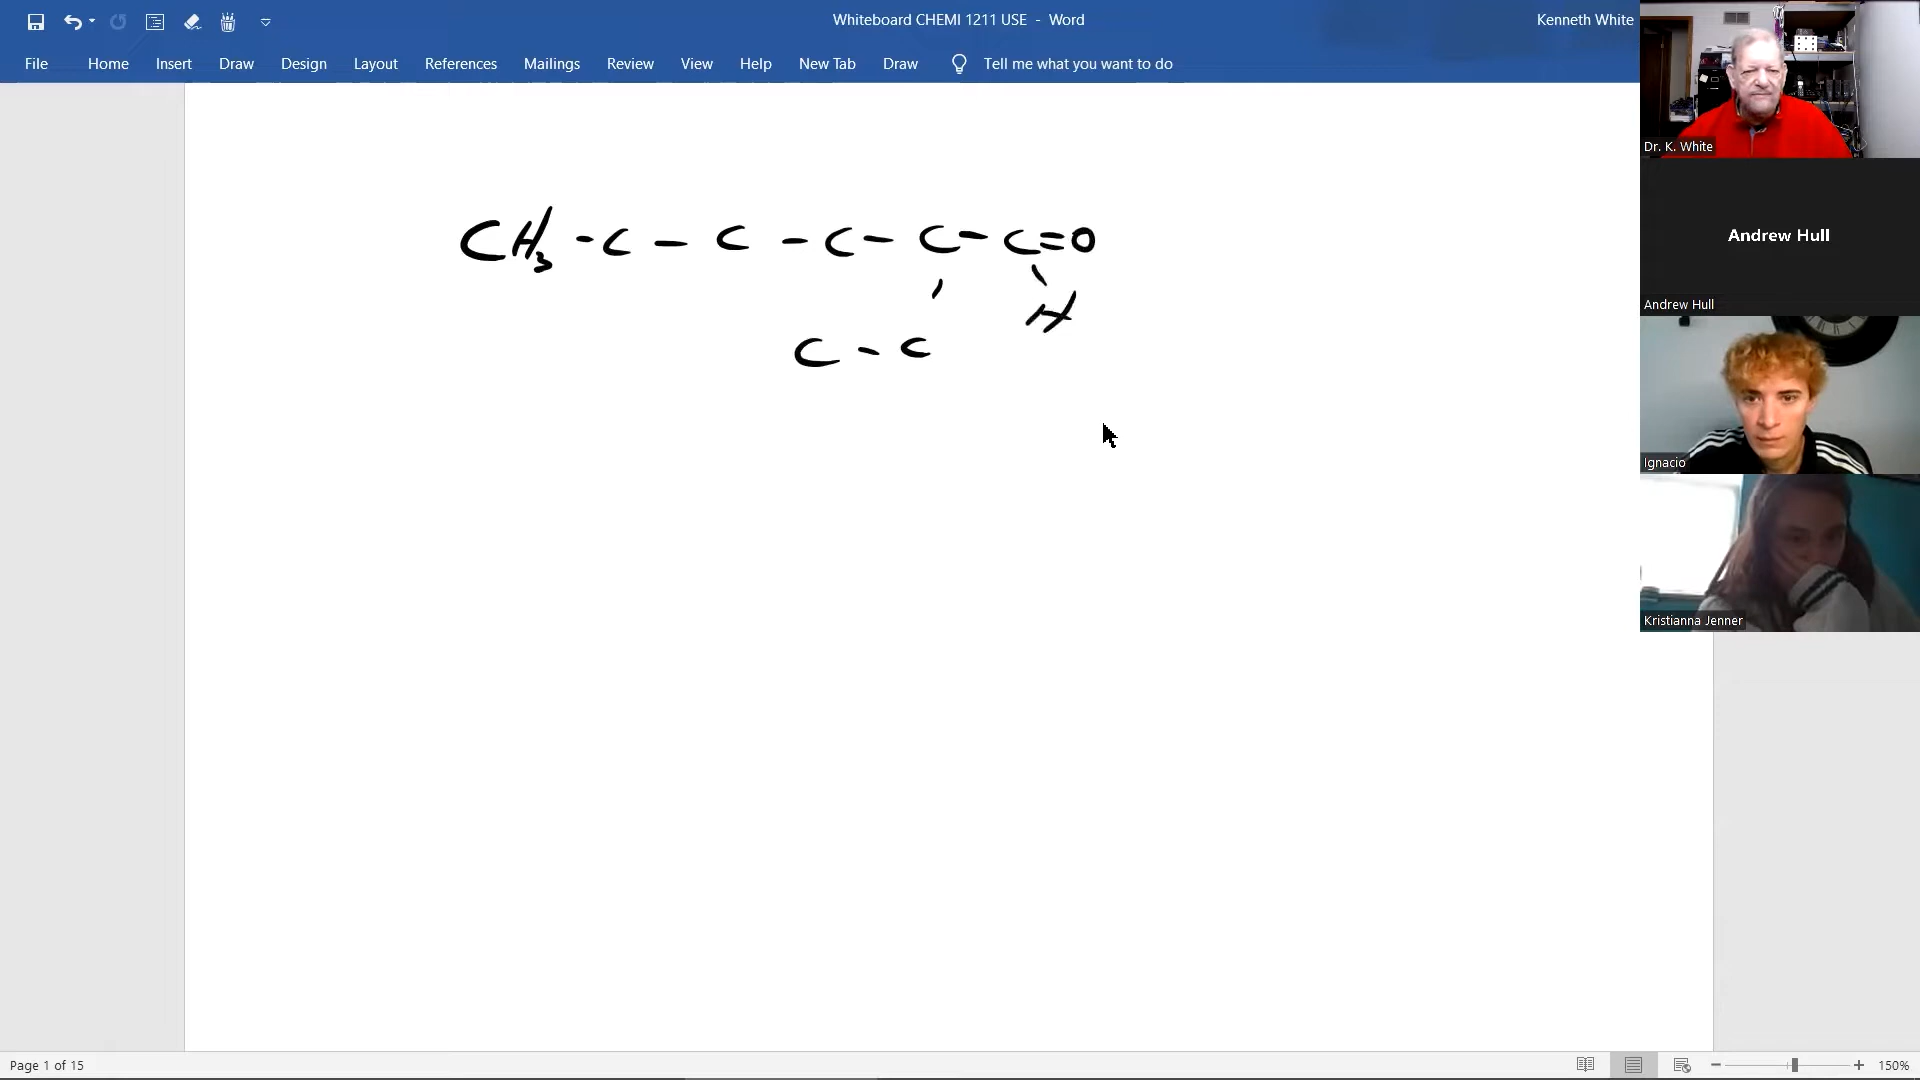 Whiteboard CHEMI 1211 USE - Word
Kenneth White
File Home Insert Draw Design Layout References Mailings Review View Help New Tab Draw Tell me what you want to do
Dr. K. White
Andrew Hull
Andrew Hull
CH3 - C - C - C - C - C = O
H
C - C
Ignacio
Kristianna Jenner
Page 1 of 15
150%